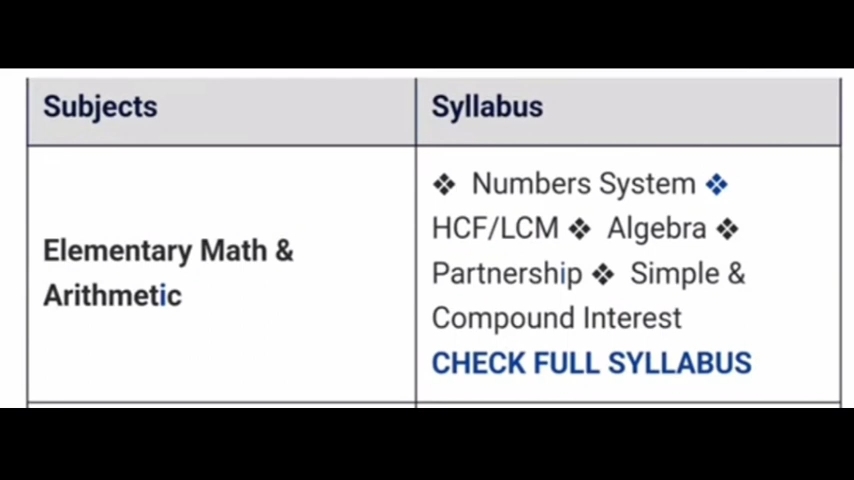 Subjects
Syllabus
Elementary Math &
Arithmetic
❖ Numbers System ❖
HCF/LCM ❖ Algebra ❖
Partnership ❖ Simple &
Compound Interest
CHECK FULL SYLLABUS